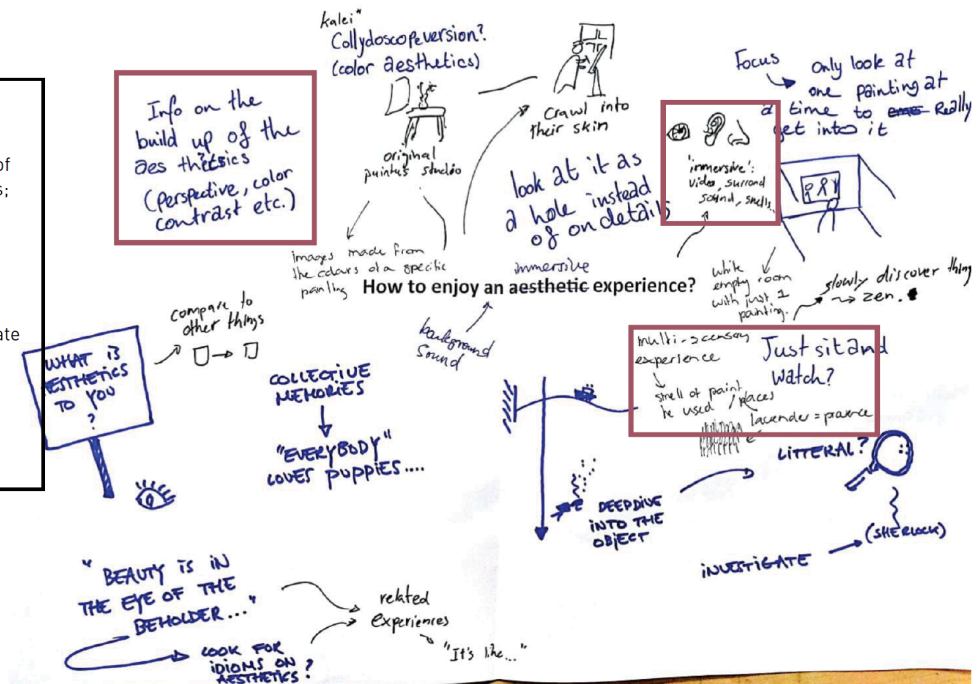 kalei*
Collydoscopeversion?
(color aesthetics)
original
painters studio
Crawl into
their skin
Focus
only look at
one painting at
a time to Really
get into it
Info on the
build up of the
aesthetics
(perspective, color
contrast etc.)
look at it as
a hole instead
of on details
'immersive':
video, surround
sound, smells..
Images made from
the colours of a specific
painting
immersive
How to enjoy an aesthetic experience?
white
empty room
with just 1
painting.
slowly discover thing
~> zen.
background
sound
compare to
other things
of
s;
ate
WHAT IS
AESTHETICS
TO YOU
?
COLLECTIVE
MEMORIES
"EVERYBODY"
LOVES PUPPIES....
multi-sensory
experience
smell of paint
he used / places
lavender = provence
Just sit and
watch?
DEEPDIVE
INTO THE
OBJECT
LITTERAL?
(SHERLOCK)
INVESTIGATE
"BEAUTY IS IN
THE EYE OF THE
BEHOLDER..."
LOOK FOR
IDIOMS ON
AESTHETICS?
related
experiences
"It's like..."